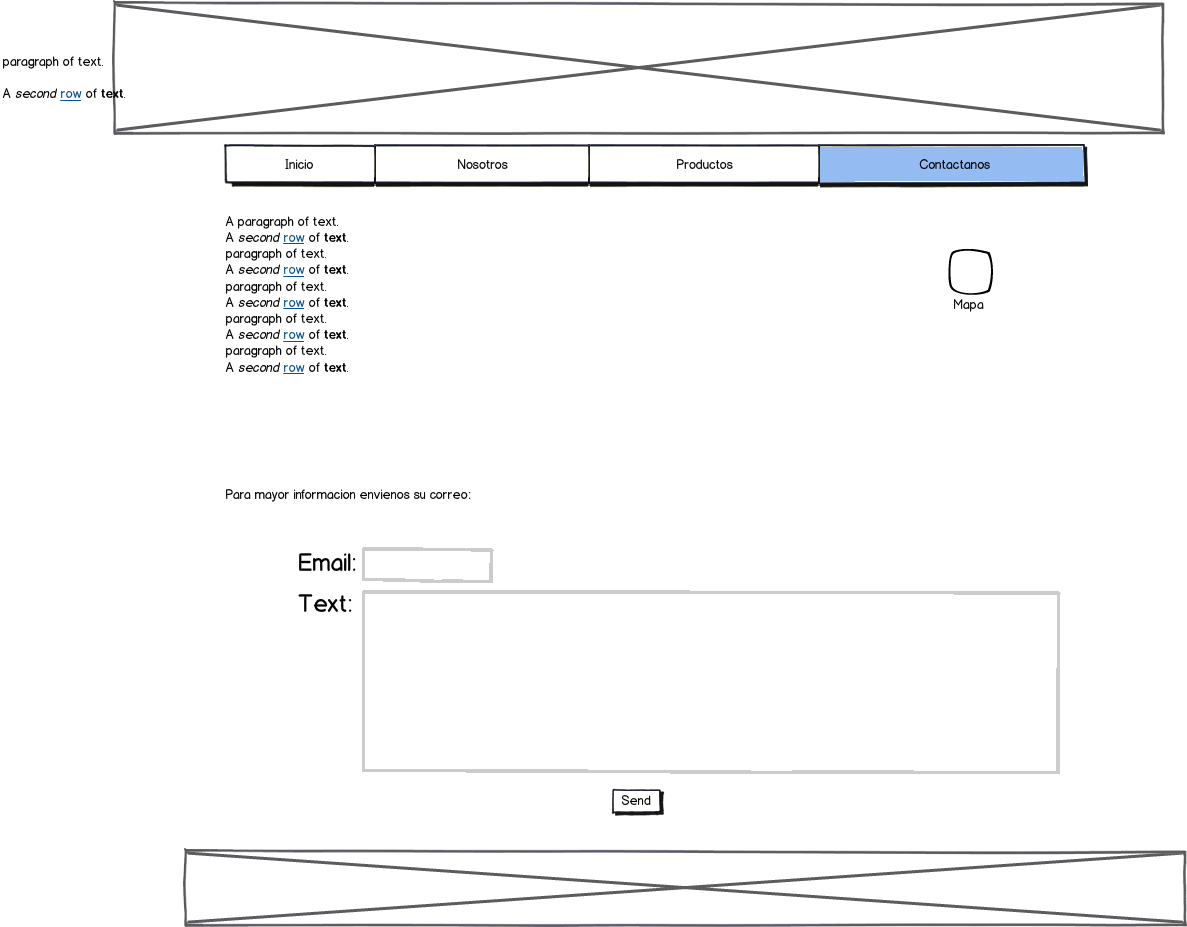 paragraph of text.
A second row of text.
Inicio
Nosotros
Productos
Contactanos
A paragraph of text.
A second row of text.
paragraph of text.
A second row of text.
paragraph of text.
A second row of text.
paragraph of text.
A second row of text.
paragraph of text.
A second row of text.
Mapa
Para mayor informacion envienos su correo:
Email:
Text:
Send